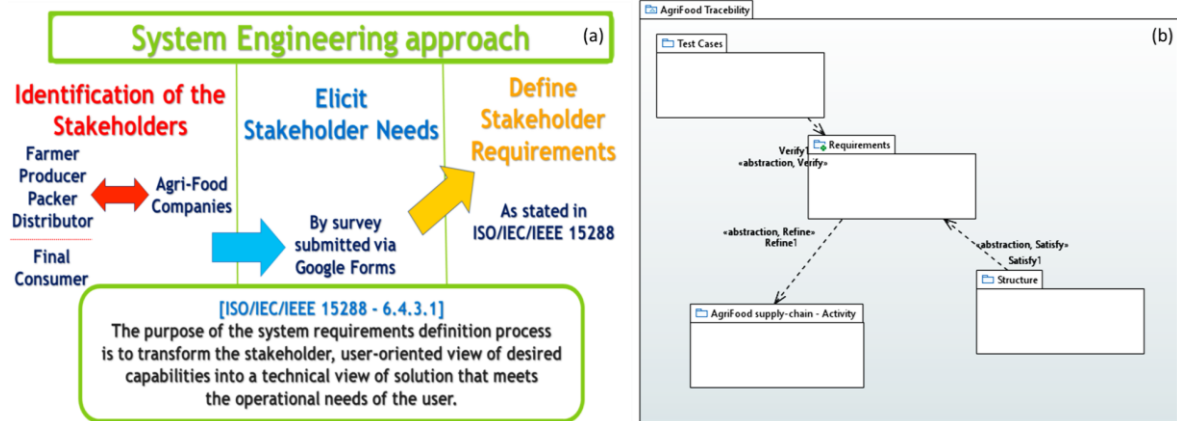 System Engineering approach
(a)
Identification of the
Stakeholders
Farmer
Producer
Packer
Distributor
Final
Consumer
Agri-Food
Companies
Elicit
Stakeholder Needs
By survey
submitted via
Google Forms
Define
Stakeholder
Requirements
As stated in
ISO/IEC/IEEE 15288
[ISO/IEC/IEEE 15288 - 6.4.3.1]
The purpose of the system requirements definition process
is to transform the stakeholder, user-oriented view of desired
capabilities into a technical view of solution that meets
the operational needs of the user.
AgriFood Tracebility
(b)
Test Cases
Verify1
«abstraction, Verify»
Requirements
«abstraction, Refine»
Refine1
«abstraction, Satisfy»
Satisfy1
Structure
AgriFood supply-chain - Activity